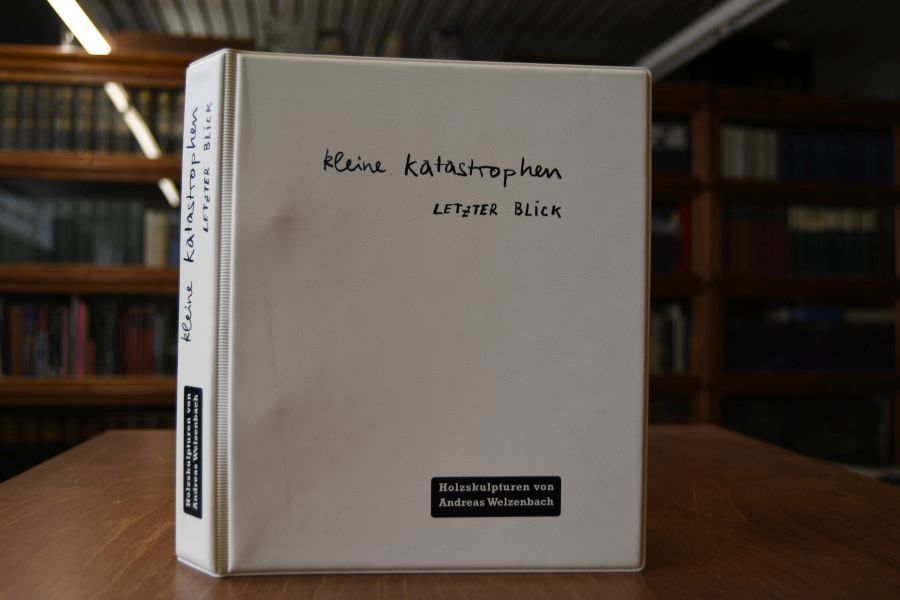 kleine katastrophen
LETZTER BLICK
Holzskulpturen von
Andreas Welzenbach
kleine katastrophen
LETZTER BLICK
Holzskulpturen von
Andreas Welzenbach